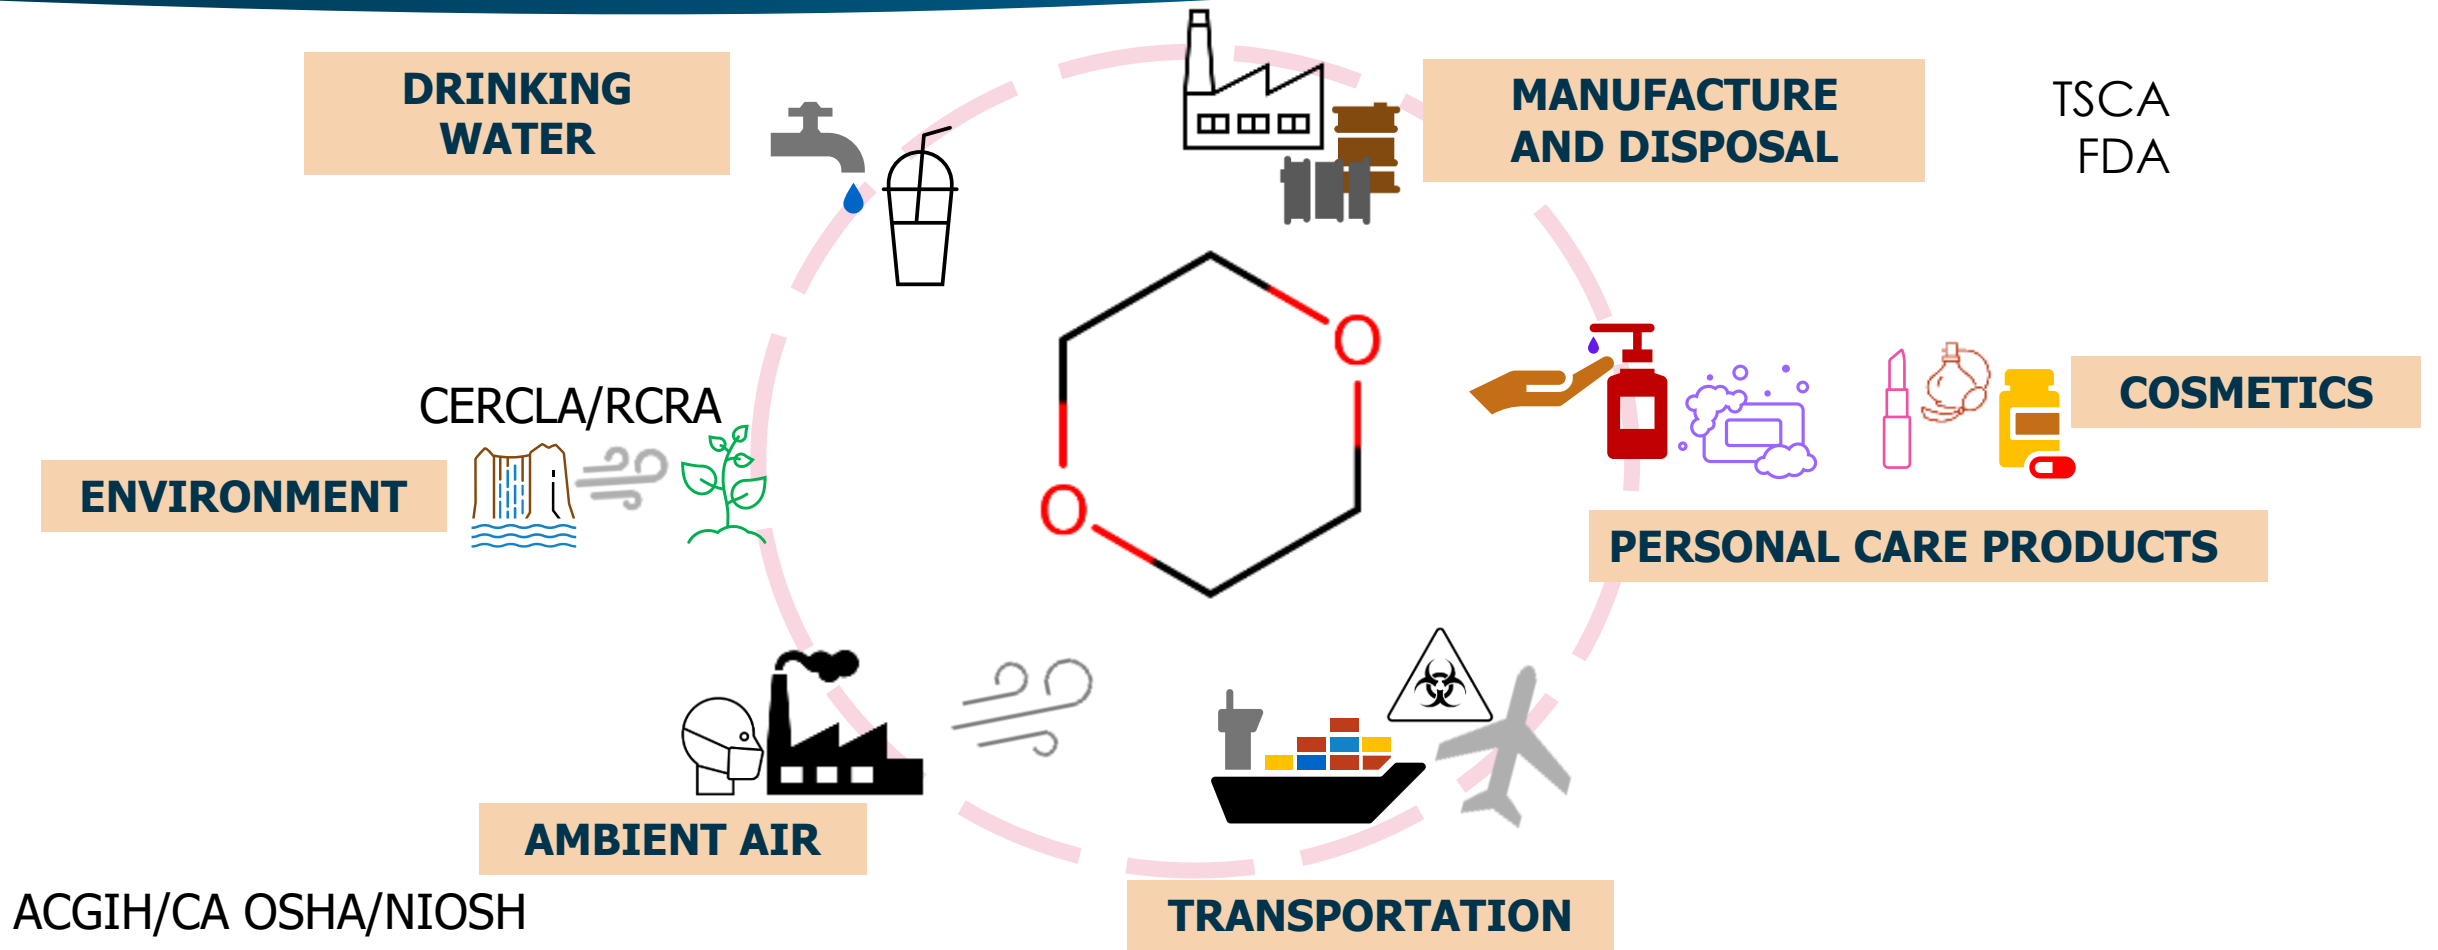 DRINKING
WATER
MANUFACTURE
AND DISPOSAL
TSCA
FDA
O
O
CERCLA/RCRA
ENVIRONMENT
COSMETICS
PERSONAL CARE PRODUCTS
AMBIENT AIR
ACGIH/CA OSHA/NIOSH
TRANSPORTATION